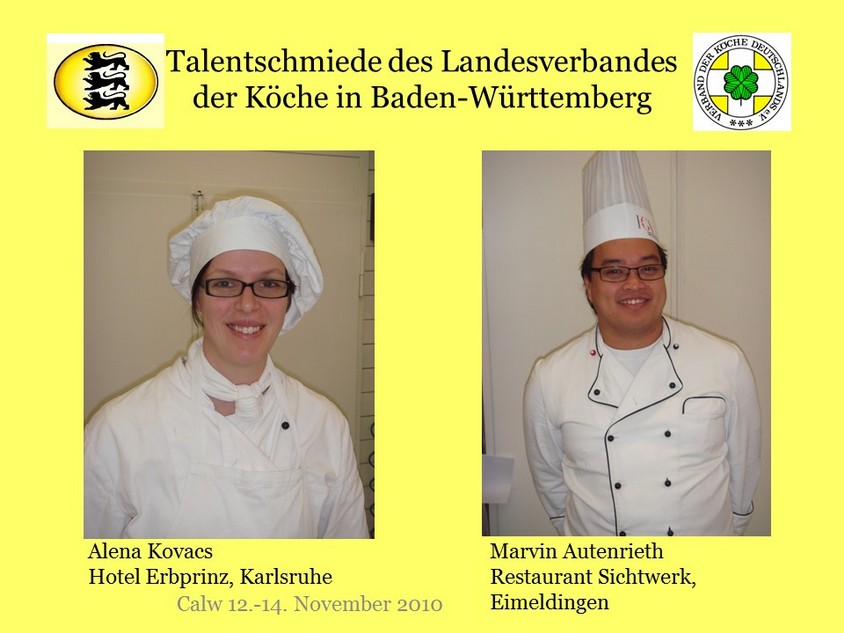 Talentschmiede des Landesverbandes
der Köche in Baden-Württemberg
VERBAND DER KÖCHE DEUTSCHLANDS e.V.
Alena Kovacs
Hotel Erbprinz, Karlsruhe
Marvin Autenrieth
Restaurant Sichtwerk,
Eimeldingen
Calw 12.-14. November 2010